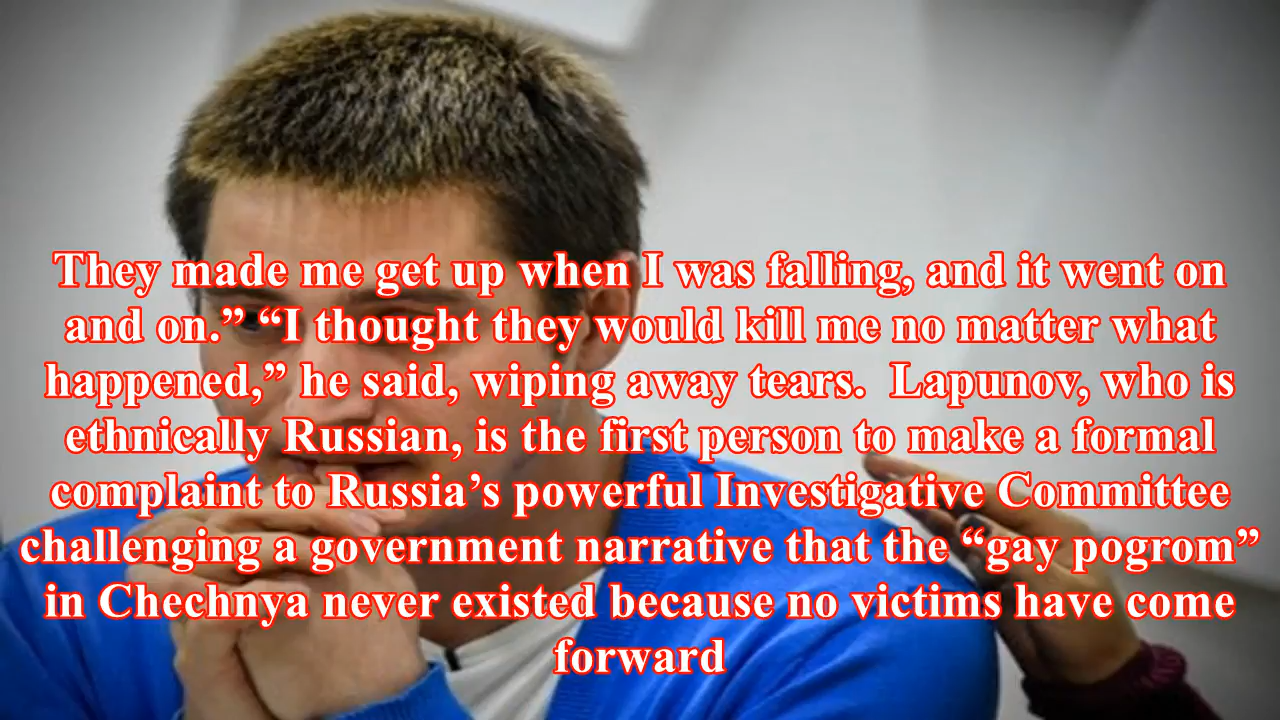 They made me get up when I was falling, and it went on
and on.” “I thought they would kill me no matter what
happened,” he said, wiping away tears.  Lapunov, who is
ethnically Russian, is the first person to make a formal
complaint to Russia’s powerful Investigative Committee
challenging a government narrative that the “gay pogrom”
in Chechnya never existed because no victims have come
forward